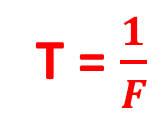 T = 1/F